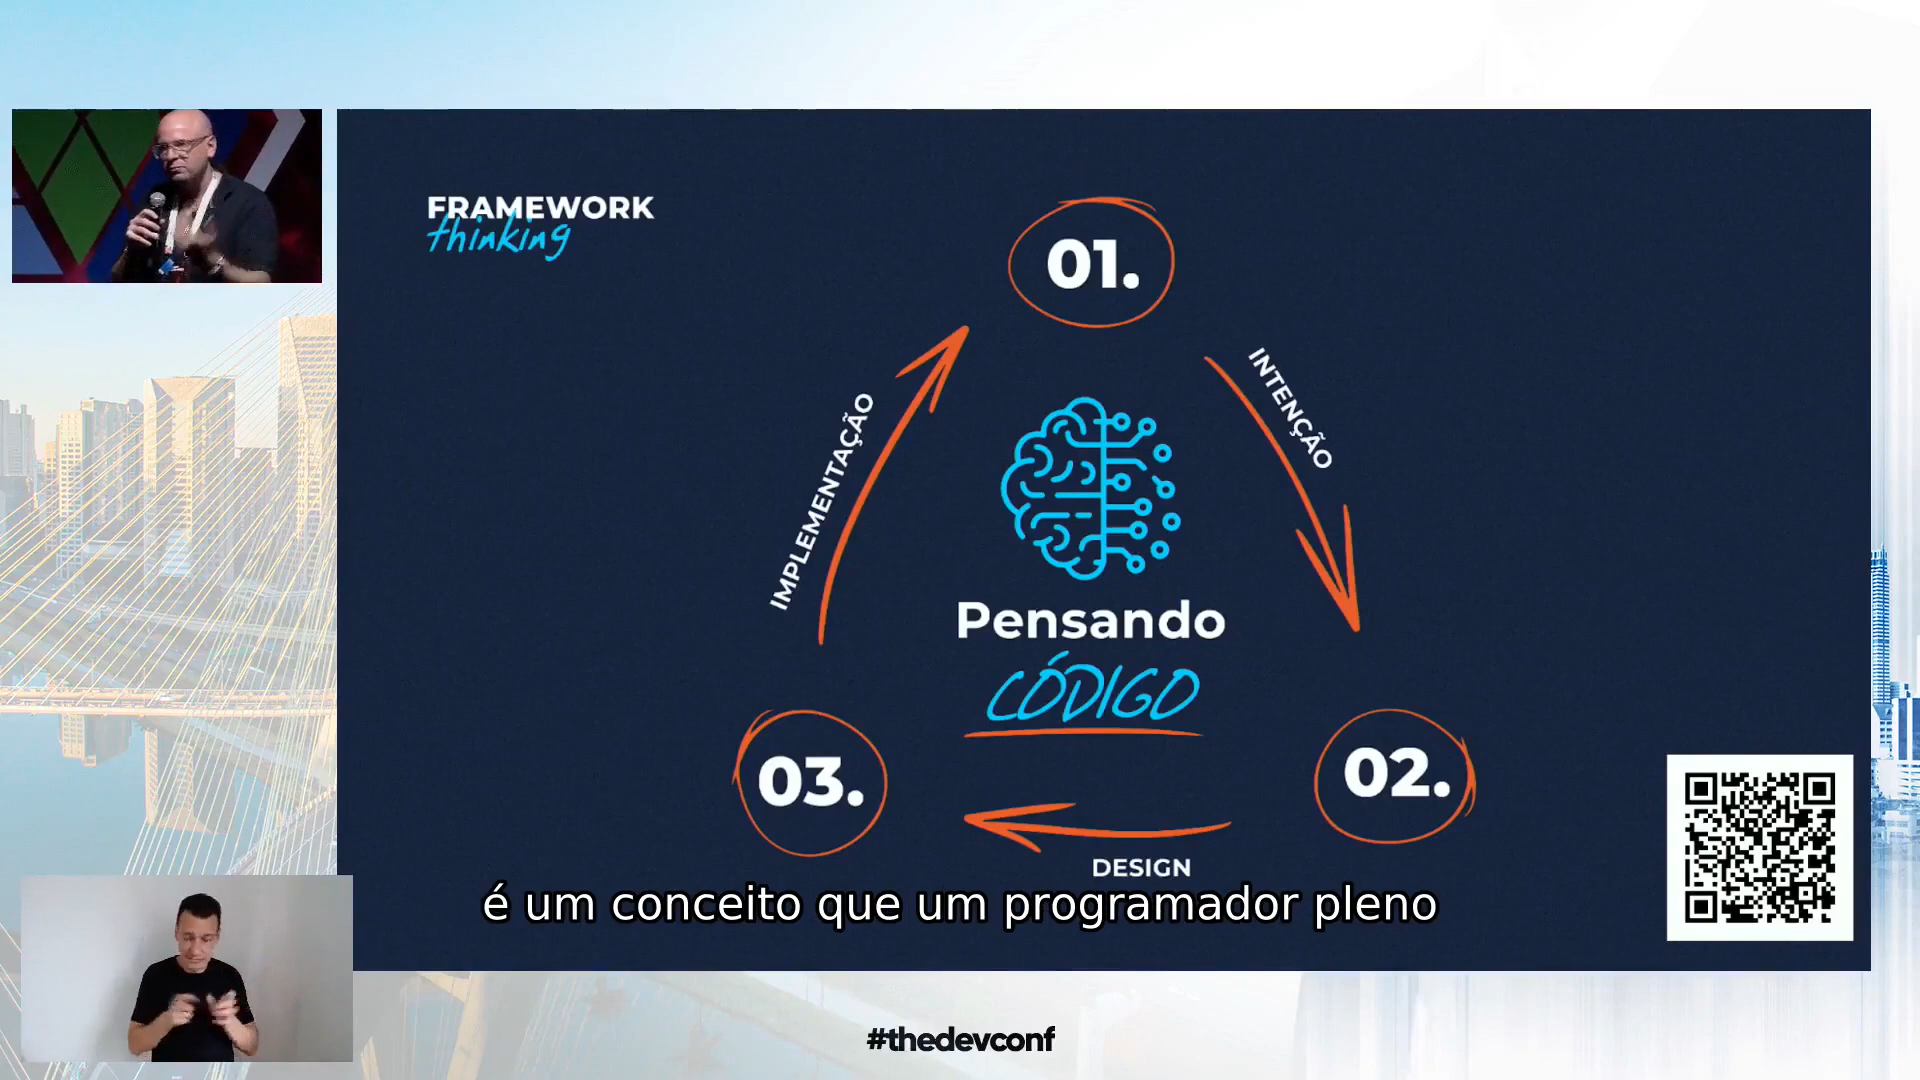 FRAMEWORK
thinking
01.
INTENÇÃO
IMPLEMENTAÇÃO
Pensando
CÓDIGO
03.
02.
DESIGN
é um conceito que um programador pleno
#thedevconf